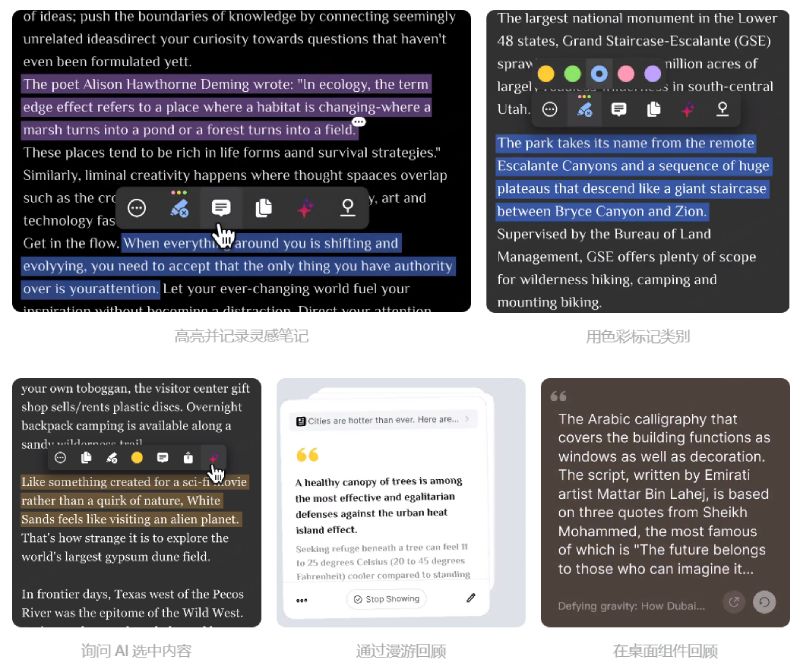 of ideas; push the boundaries of knowledge by connecting seemingly
unrelated ideasdirect your curiosity towards questions that haven't
even been formulated yett.
The poet Alison Hawthorne Deming wrote: "In ecology, the term
edge effect refers to a place where a habitat is changing-where a
marsh turns into a pond or a forest turns into a field.
These places tend to be rich in life forms aand survival strategies."
Similarly, liminal creativity happens where thought spaaces overlap
such as the cre y, art and
technology fas
Get in the flow. When everything around you is shifting and
evolyying, you need to accept that the only thing you have authority
over is yourattention. Let your ever-changing world fuel your
inspiration without becoming a distraction. Direct your attention
高亮并记录灵感笔记
The largest national monument in the Lower
48 states, Grand Staircase-Escalante (GSE)
spraw million acres of
largely roadless wilderness in south-central
Utah.
The park takes its name from the remote
Escalante Canyons and a sequence of huge
plateaus that descend like a giant staircase
between Bryce Canyon and Zion.
Supervised by the Bureau of Land
Management, GSE offers plenty of scope
for wilderness hiking, camping and
mounting biking.
用色彩标记类别
your own toboggan, the visitor center gift
shop sells/rents plastic discs. Overnight
backpack camping is available along a
sandy wilderness trail.
Like something created for a sci-fi movie
rather than a quirk of nature, White
Sands feels like visiting an alien planet.
That's how strange it is to explore the
world's largest gypsum dune field.
In frontier days, Texas west of the Pecos
River was the epitome of the Wild West.
询问 AI 选中内容
Cities are hotter than ever. Here are...
A healthy canopy of trees is among
the most effective and egalitarian
defenses against the urban heat
island effect.
Seeking refuge beneath a tree can feel 11
to 25 degrees Celsius (20 to 45 degrees
Fahrenheit) cooler compared to standing
Stop Showing
通过漫游回顾
The Arabic calligraphy that
covers the building functions as
windows as well as decoration.
The script, written by Emirati
artist Mattar Bin Lahej, is based
on three quotes from Sheikh
Mohammed, the most famous
of which is "The future belongs
to those who can imagine it...
Defying gravity: How Dubai...
在桌面组件回顾